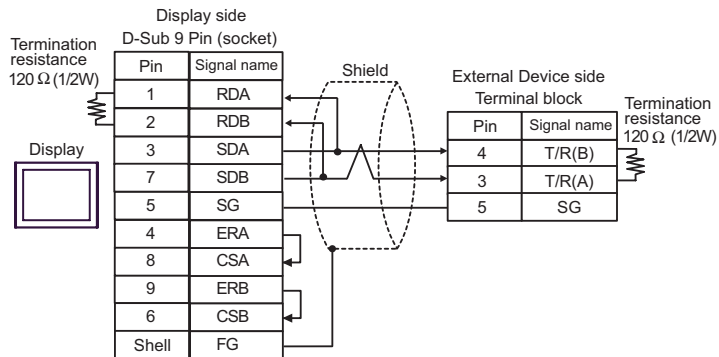 Display side
D-Sub 9 Pin (socket)
Termination
resistance
120 Ω (1/2W)
Display
Pin Signal name
1 RDA
2 RDB
3 SDA
7 SDB
5 SG
4 ERA
8 CSA
9 ERB
6 CSB
Shell FG
Shield
External Device side
Terminal block
Pin Signal name
4 T/R(B)
3 T/R(A)
5 SG
Termination
resistance
120 Ω (1/2W)